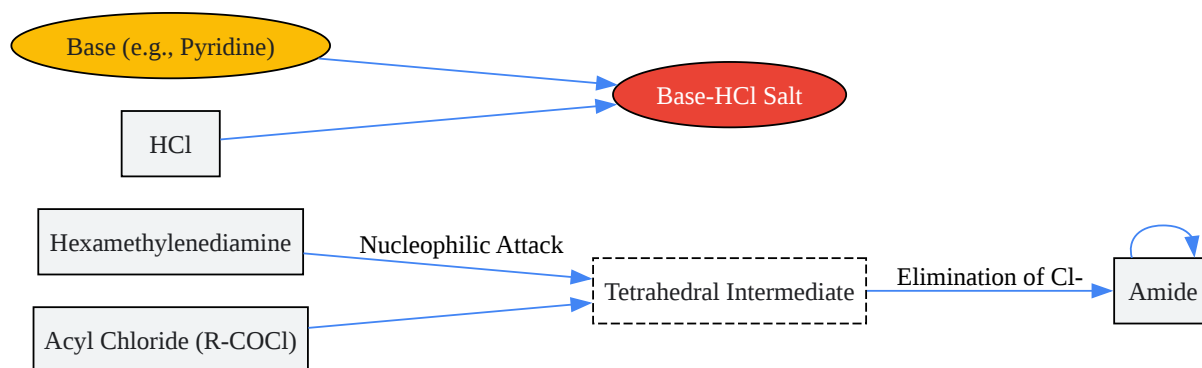 Base (e.g., Pyridine)
Base-HCl Salt
HCl
Hexamethylenediamine
Nucleophilic Attack
Tetrahedral Intermediate
Elimination of Cl-
Amide
Acyl Chloride (R-COCl)